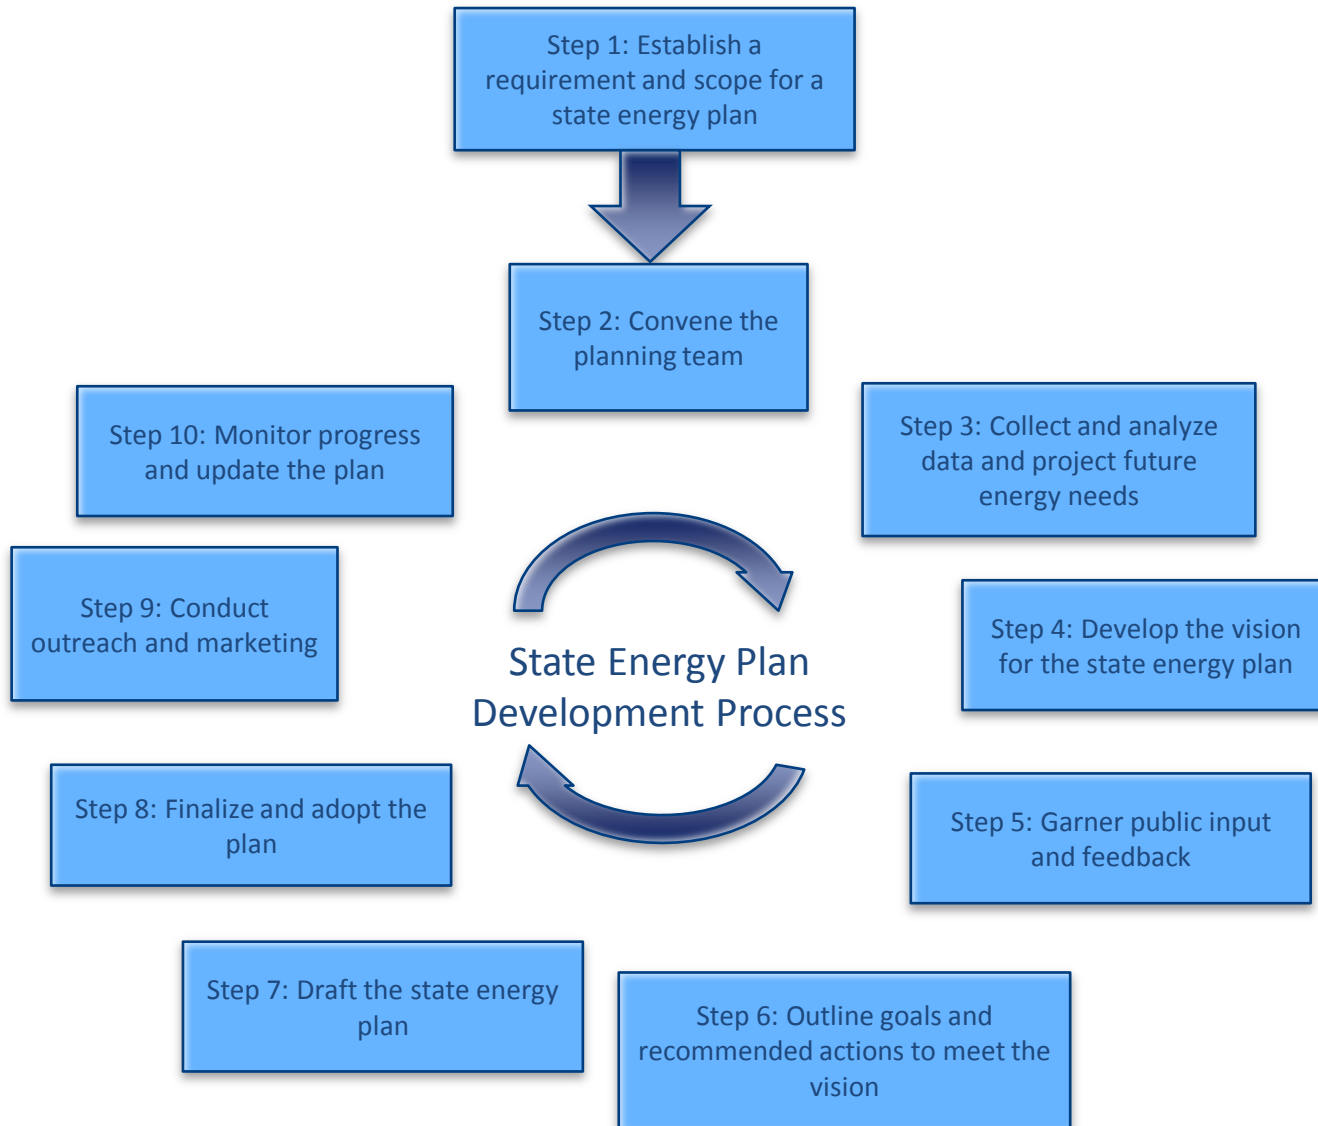 Step 1: Establish a
requirement and scope for a
state energy plan
Step 2: Convene the
planning team
Step 3: Collect and analyze
data and project future
energy needs
Step 4: Develop the vision
for the state energy plan
Step 5: Garner public input
and feedback
Step 6: Outline goals and
recommended actions to meet the
vision
Step 7: Draft the state energy
plan
Step 8: Finalize and adopt the
plan
Step 9: Conduct
outreach and marketing
Step 10: Monitor progress
and update the plan
State Energy Plan
Development Process